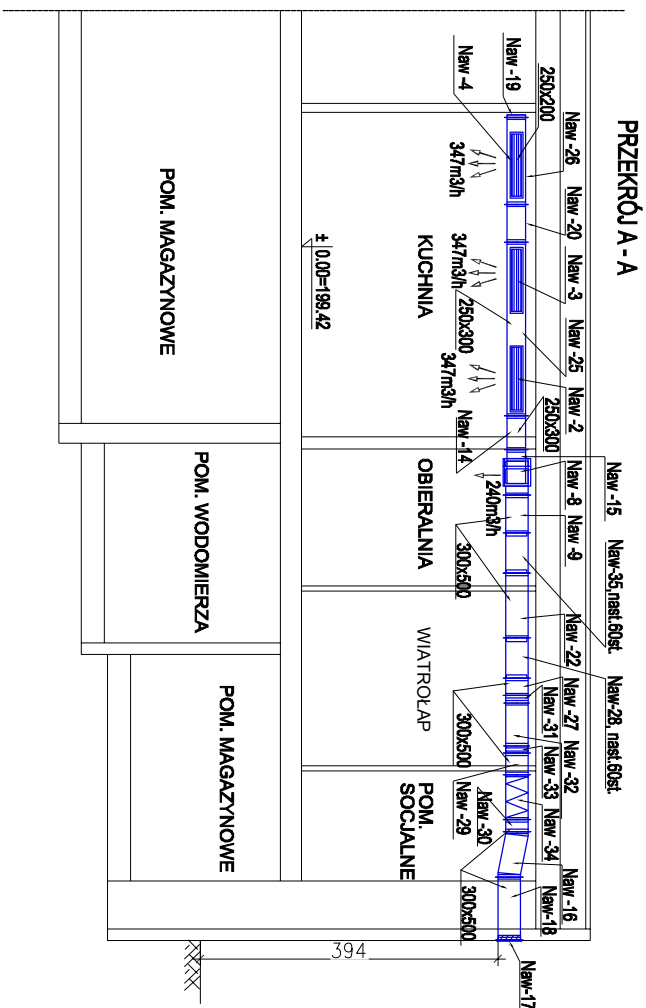 PRZEKRÓJ A - A
Naw -19
Naw -4
250x200
Naw -26
Naw -20
Naw -3
Naw -25
Naw -2
250x300
Naw -15
Naw -8
Naw -9
Naw-35,nast.60st.
Naw -22
Naw-28, nast.60st.
Naw -27
Naw -31
Naw -32
Naw -33
Naw -34
Naw -16
Naw-18
Naw-17
347m3/h
347m3/h
250x300
347m3/h
Naw -14
240m3/h
300x500
300x500
Naw -29
Naw -30
300x500
KUCHNIA
OBIERALNIA
WIATROŁAP
POM.
SOCJALNE
± 0.00=199.42
394
POM. MAGAZYNOWE
POM. WODOMIERZA
POM. MAGAZYNOWE